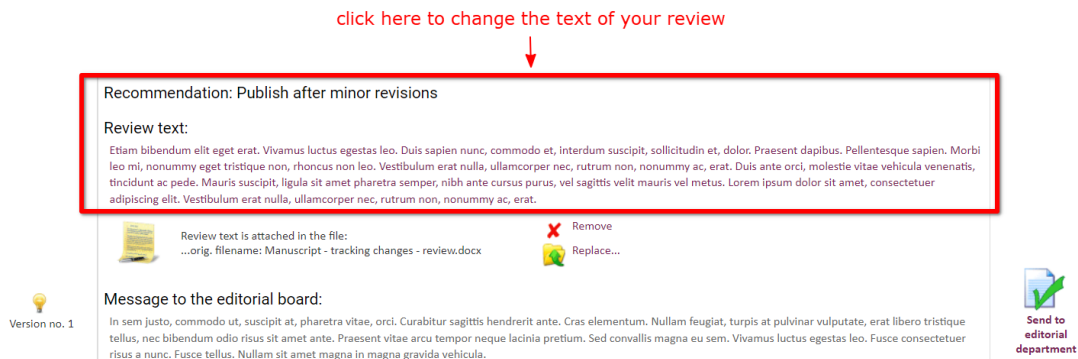 click here to change the text of your review
Recommendation: Publish after minor revisions
Review text:
Etiam bibendum elit eget erat. Vivamus luctus egestas leo. Duis sapien nunc, commodo et, interdum suscipit, sollicitudin et, dolor. Praesent dapibus. Pellentesque sapien. Morbi
leo mi, nonummy eget tristique non, rhoncus non leo. Vestibulum erat nulla, ullamcorper nec, rutrum non, nonummy ac, erat. Duis ante orci, molestie vitae vehicula venenatis,
tincidunt ac pede. Mauris suscipit, ligula sit amet pharetra semper, nibh ante cursus purus, vel sagittis velit mauris vel metus. Lorem ipsum dolor sit amet, consectetuer
adipiscing elit. Vestibulum erat nulla, ullamcorper nec, rutrum non, nonummy ac, erat.
Review text is attached in the file:
...orig. filename: Manuscript - tracking changes - review.docx
Remove
Replace...
Version no. 1
Message to the editorial board:
In sem justo, commodo ut, suscipit at, pharetra vitae, orci. Curabitur sagittis hendrerit ante. Cras elementum. Nullam feugiat, turpis at pulvinar vulputate, erat libero tristique
tellus, nec bibendum odio risus sit amet ante. Praesent vitae arcu tempor neque lacinia pretium. Sed convallis magna eu sem. Vivamus luctus egestas leo. Fusce consectetuer
risus a nunc. Fusce tellus. Nullam sit amet magna in magna gravida vehicula.
Send to
editorial
department